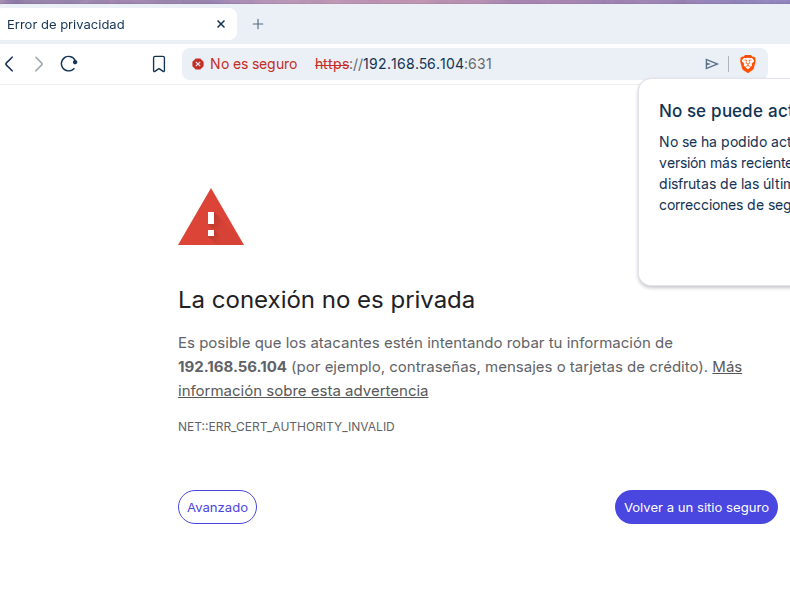 Error de privacidad
No es seguro https://192.168.56.104:631
No se puede act
No se ha podido act
versión más reciente
disfrutas de las últim
correcciones de seg
La conexión no es privada
Es posible que los atacantes estén intentando robar tu información de
192.168.56.104 (por ejemplo, contraseñas, mensajes o tarjetas de crédito). Más
información sobre esta advertencia
NET::ERR_CERT_AUTHORITY_INVALID
Avanzado
Volver a un sitio seguro